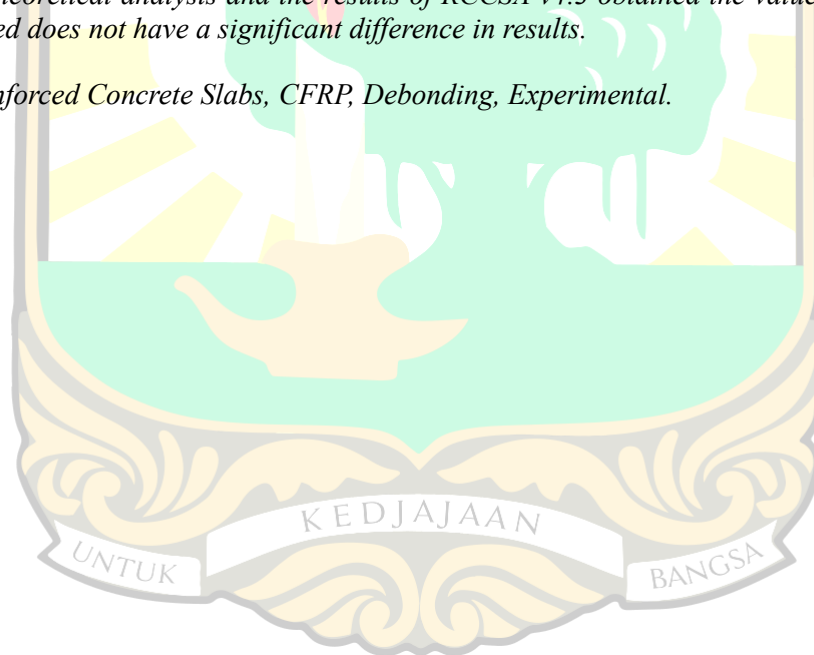 theoretical analysis and the results of RCCSA v4.3 obtained the value
ed does not have a significant difference in results.
nforced Concrete Slabs, CFRP, Debonding, Experimental.
KEDJAJAAN
UNTUK BANGSA